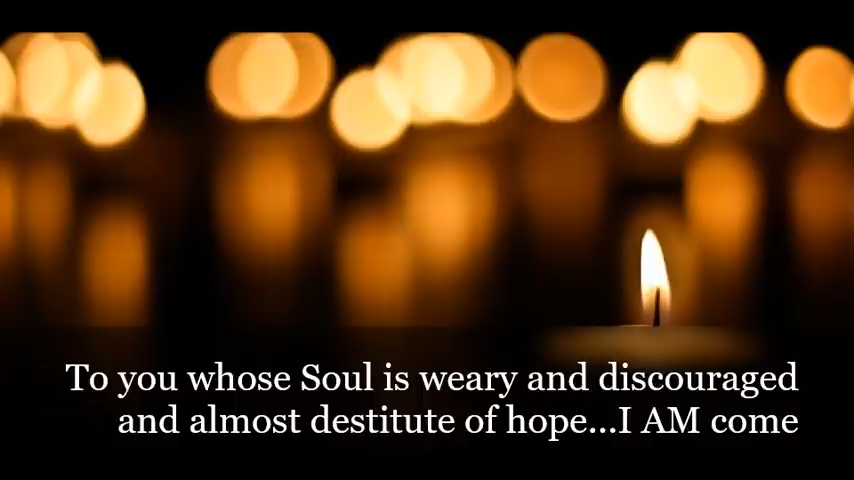 To you whose Soul is weary and discouraged
and almost destitute of hope...I AM come